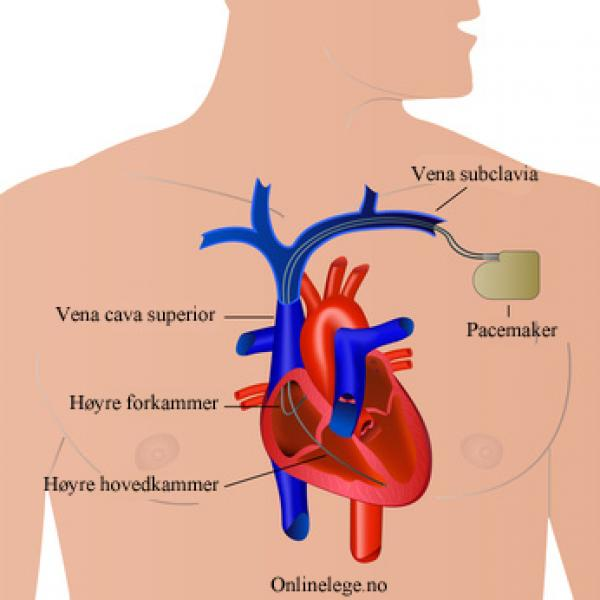 Vena subclavia
Pacemaker
Vena cava superior
Høyre forkammer
Høyre hovedkammer
Onlinelege.no